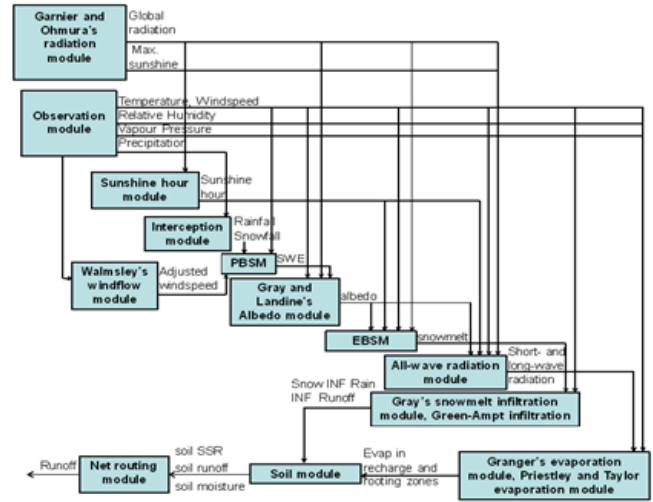 Garnier and
Ohmura's
radiation
module
Global
radiation
Max.
sunshine
Observation
module
Temperature, Windspeed
Relative Humidity
Vapour Pressure
Precipitation
Sunshine hour
module
Sunshine
hour
Interception
module
Rainfall
Snowfall
PBSM
SWE
Walmsley's
windflow
module
Adjusted
windspeed
Gray and
Landine's
Albedo module
albedo
EBSM
snowmelt
All-wave radiation
module
Short- and
long-wave
radiation
Snow INF Rain
INF Runoff
Gray's snowmelt infiltration
module, Green-Ampt infiltration
Granger's evaporation
module, Priestley and Taylor
evaporation module
Evap in
recharge and
rooting zones
Soil module
soil SSR
soil runoff
soil moisture
Net routing
module
Runoff